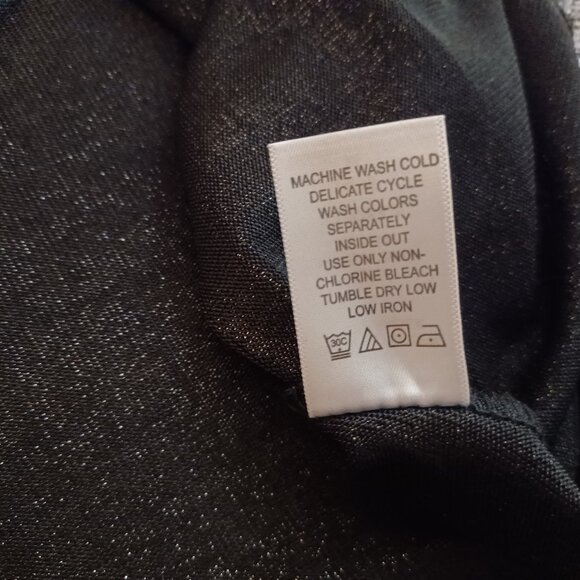 MACHINE WASH COLD
DELICATE CYCLE
WASH COLORS
SEPARATELY
INSIDE OUT
USE ONLY NON-
CHLORINE BLEACH
TUMBLE DRY LOW
LOW IRON
30C